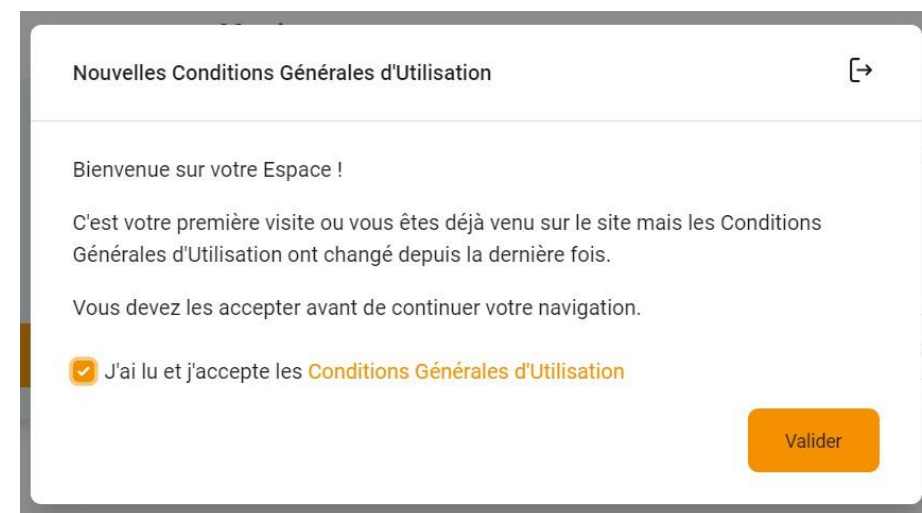 Nouvelles Conditions Générales d'Utilisation
Bienvenue sur votre Espace !
C'est votre première visite ou vous êtes déjà venu sur le site mais les Conditions
Générales d'Utilisation ont changé depuis la dernière fois.
Vous devez les accepter avant de continuer votre navigation.
J'ai lu et j'accepte les Conditions Générales d'Utilisation
Valider